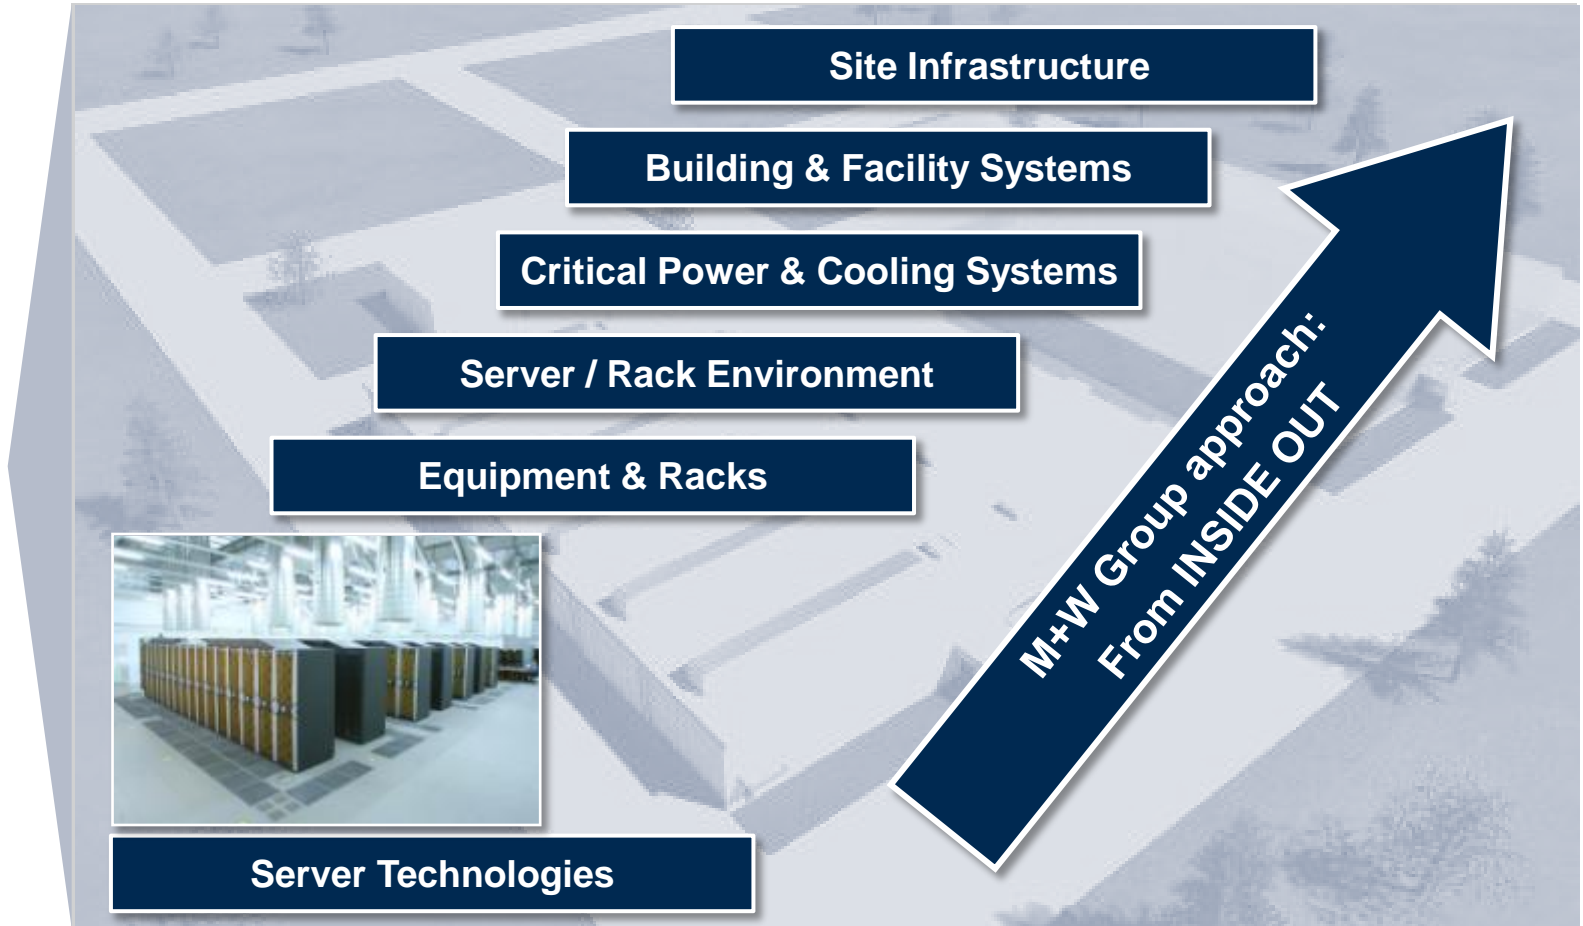 Site Infrastructure
Building & Facility Systems
Critical Power & Cooling Systems
Server / Rack Environment
Equipment & Racks
Server Technologies
M+W Group approach:
From INSIDE OUT